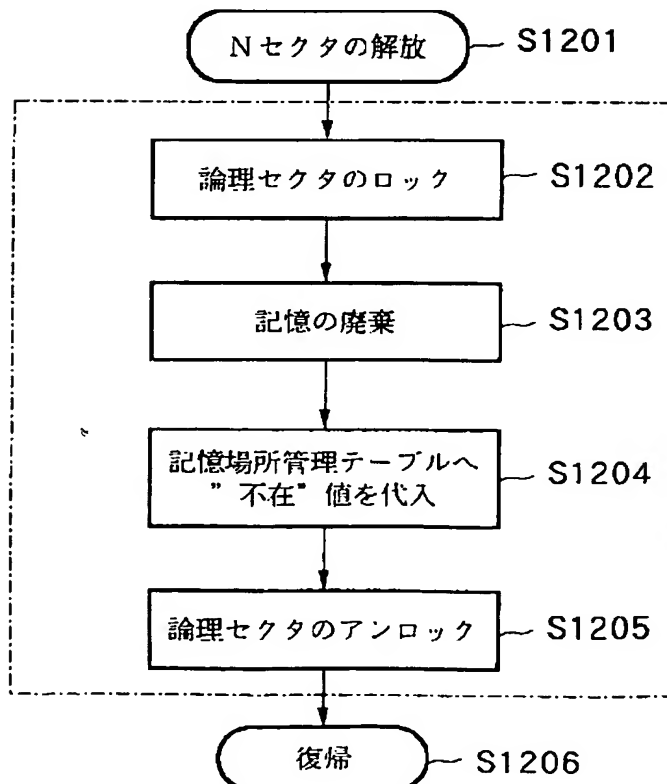 Nセクタの解放 S1201
論理セクタのロック S1202
記憶の廃棄 S1203
記憶場所管理テーブルへ
”不在”値を代入 S1204
論理セクタのアンロック S1205
復帰 S1206